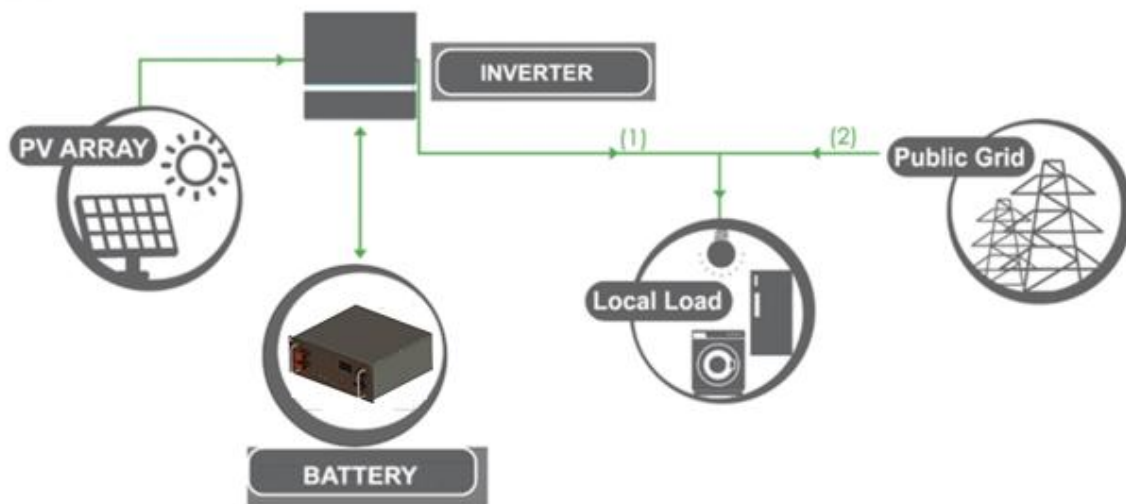 INVERTER
PV ARRAY
(1)
(2)
Public Grid
Local Load
BATTERY